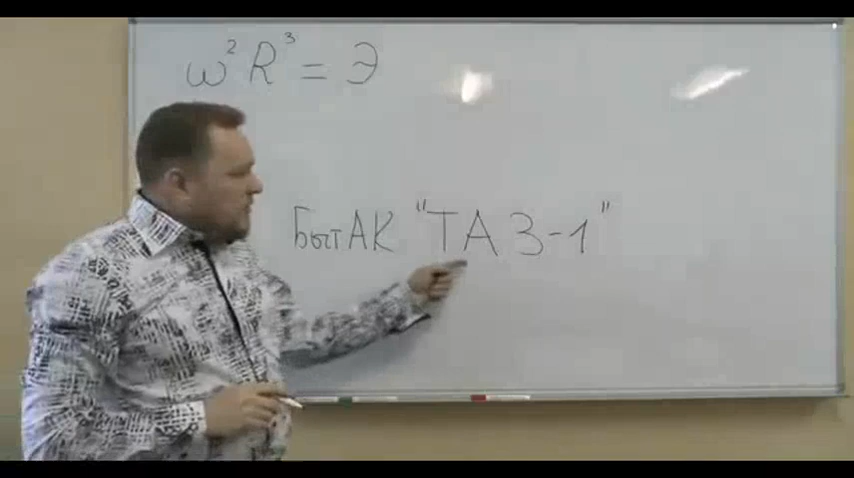 ω²R³ = Э
БытАК "ТАЗ-1"